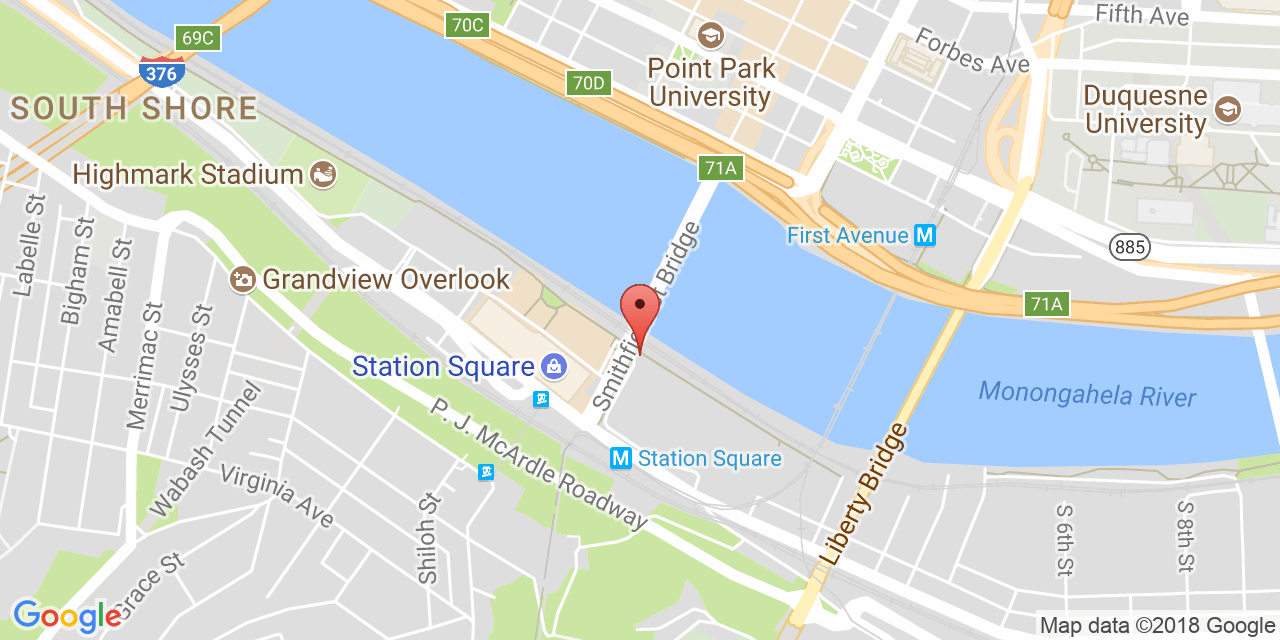 Fifth Ave
70C
69C
Forbes Ave
376
Point Park
University
70D
Duquesne
University
SOUTH SHORE
71A
Highmark Stadium
Labelle St
Bigham St
Amabell St
First Avenue M
885
Grandview Overlook
71A
Merrimac St
Ulysses St
Station Square
Monongahela River
Wabash Tunnel
P. J. McArdle Roadway
Station Square
M
Liberty Bridge
Virginia Ave
Shiloh St
S 6th St
S 8th St
Grace St
Google
Map data ©2018 Google